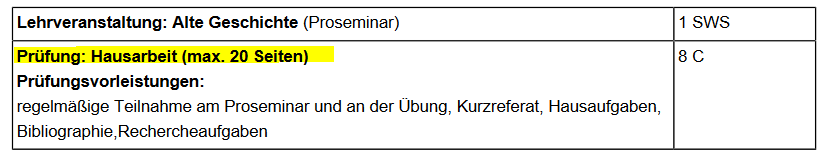 Lehrveranstaltung: Alte Geschichte (Proseminar) 1 SWS
Prüfung: Hausarbeit (max. 20 Seiten) 8 C
Prüfungsvorleistungen:
regelmäßige Teilnahme am Proseminar und an der Übung, Kurzreferat, Hausaufgaben,
Bibliographie,Rechercheaufgaben